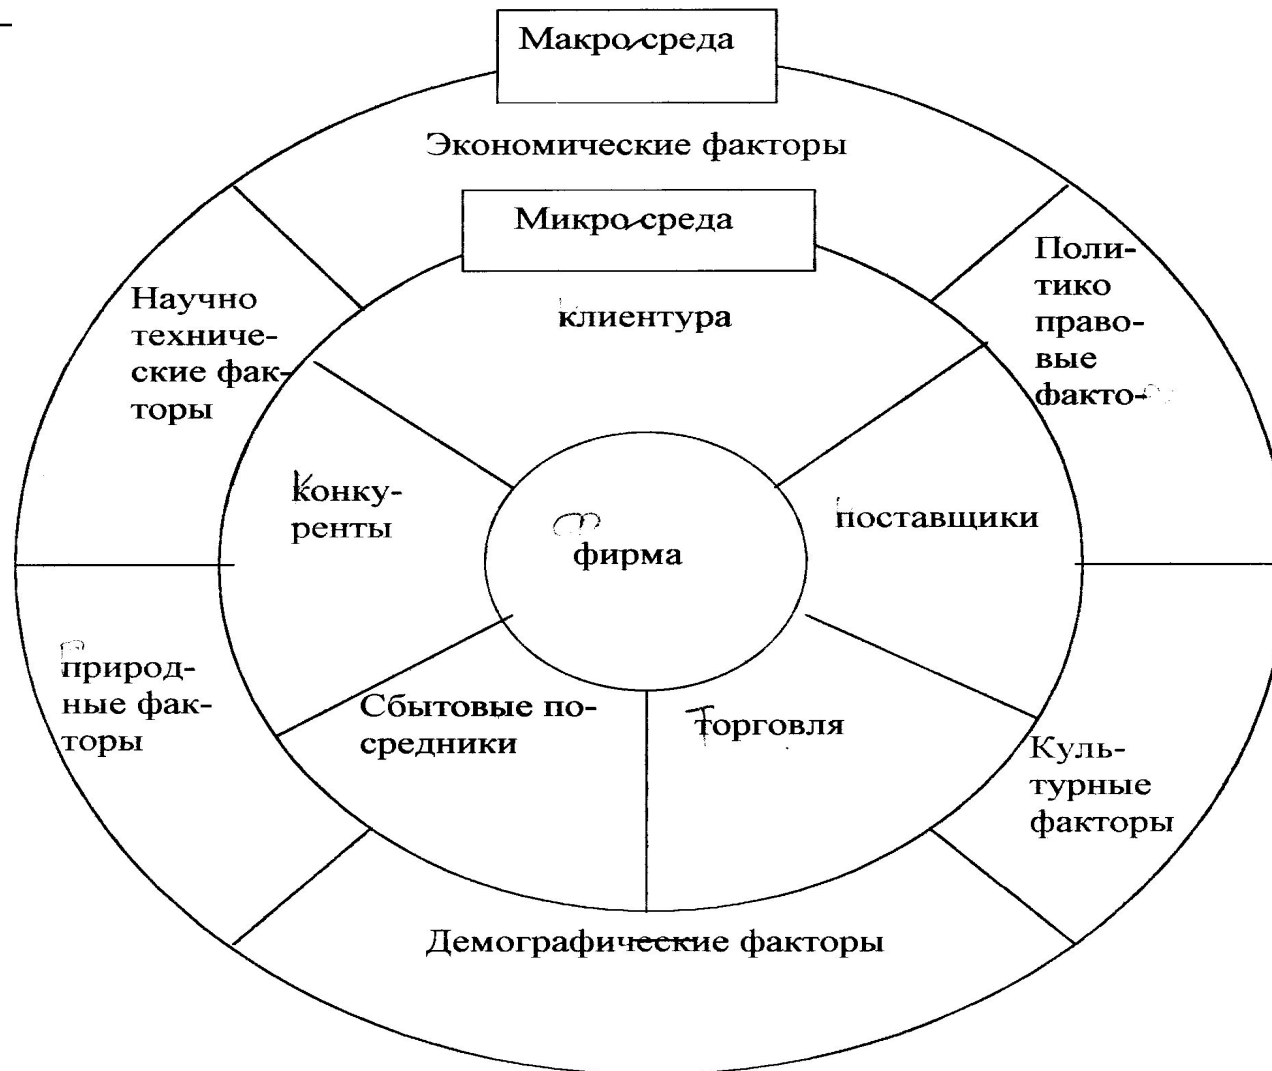 Макро среда
Экономические факторы
Микро среда
Поли-
тико
право-
вые
факто-
Научно
техниче-
ские фак-
торы
клиентура
конку-
ренты
поставщики
фирма
природ-
ные фак-
торы
Сбытовые по-
средники
Торговля
Куль-
турные
факторы
Демографические факторы